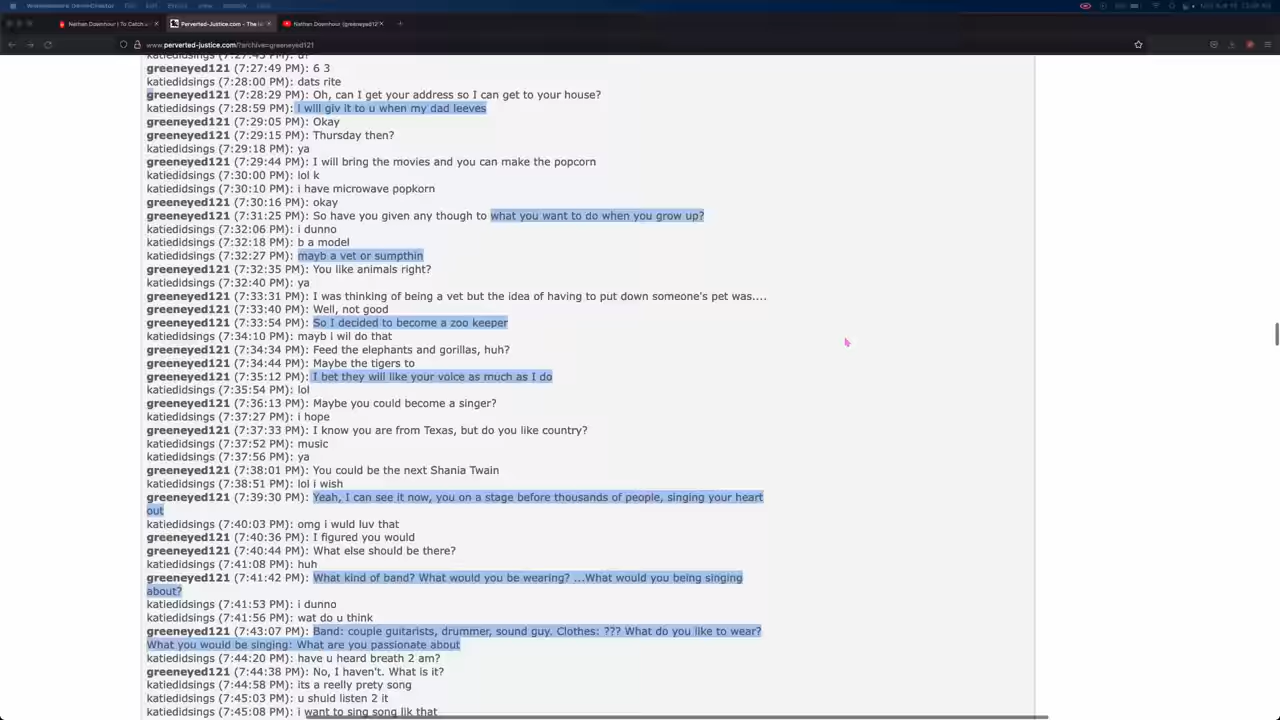 Nathan Doenhour | To Catch
Perverted-Justice.com - The
Nathan Doenhour (greeneyed12
www.perverted-justice.com/?archive=greeneyed121
greeneyed121 (7:27:49 PM): 6 3
katiedidsings (7:28:00 PM): dats rite
greeneyed121 (7:28:29 PM): Oh, can I get your address so I can get to your house?
katiedidsings (7:28:59 PM): I will giv it to u when my dad leeves
greeneyed121 (7:29:05 PM): Okay
greeneyed121 (7:29:15 PM): Thursday then?
katiedidsings (7:29:18 PM): ya
greeneyed121 (7:29:44 PM): I will bring the movies and you can make the popcorn
katiedidsings (7:30:00 PM): lol k
katiedidsings (7:30:10 PM): i have microwave popkorn
greeneyed121 (7:30:16 PM): okay
greeneyed121 (7:31:25 PM): So have you given any though to what you want to do when you grow up?
katiedidsings (7:32:06 PM): i dunno
katiedidsings (7:32:18 PM): b a model
katiedidsings (7:32:27 PM): mayb a vet or sumpthin
greeneyed121 (7:32:35 PM): You like animals right?
katiedidsings (7:32:40 PM): ya
greeneyed121 (7:33:31 PM): I was thinking of being a vet but the idea of having to put down someone's pet was....
greeneyed121 (7:33:40 PM): Well, not good
greeneyed121 (7:33:54 PM): So I decided to become a zoo keeper
katiedidsings (7:34:10 PM): mayb i wil do that
greeneyed121 (7:34:34 PM): Feed the elephants and gorillas, huh?
greeneyed121 (7:34:44 PM): Maybe the tigers to
greeneyed121 (7:35:12 PM): I bet they will like your voice as much as I do
katiedidsings (7:35:54 PM): lol
greeneyed121 (7:36:13 PM): Maybe you could become a singer?
katiedidsings (7:37:27 PM): i hope
greeneyed121 (7:37:33 PM): I know you are from Texas, but do you like country?
katiedidsings (7:37:52 PM): music
katiedidsings (7:37:56 PM): ya
greeneyed121 (7:38:01 PM): You could be the next Shania Twain
katiedidsings (7:38:51 PM): lol i wish
greeneyed121 (7:39:30 PM): Yeah, I can see it now, you on a stage before thousands of people, singing your heart
out
katiedidsings (7:40:03 PM): omg i wuld luv that
greeneyed121 (7:40:36 PM): I figured you would
greeneyed121 (7:40:44 PM): What else should be there?
katiedidsings (7:41:08 PM): huh
greeneyed121 (7:41:42 PM): What kind of band? What would you be wearing? ...What would you being singing
about?
katiedidsings (7:41:53 PM): i dunno
katiedidsings (7:41:56 PM): wat do u think
greeneyed121 (7:43:07 PM): Band: couple guitarists, drummer, sound guy. Clothes: ??? What do you like to wear?
What you would be singing: What are you passionate about
katiedidsings (7:44:20 PM): have u heard breath 2 am?
greeneyed121 (7:44:38 PM): No, I haven't. What is it?
katiedidsings (7:44:58 PM): its a reelly prety song
katiedidsings (7:45:03 PM): u shuld listen 2 it
katiedidsings (7:45:08 PM): i want to sing song lik that